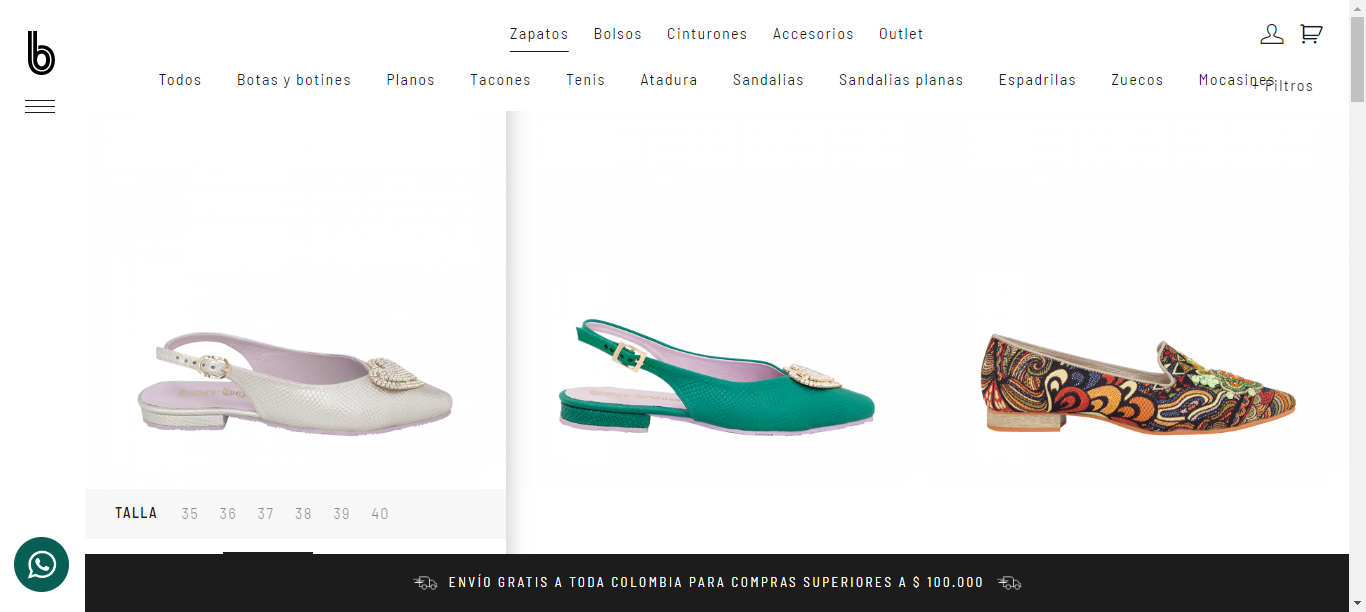 b
Zapatos Bolsos Cinturones Accesorios Outlet
Todos Botas y botines Planos Tacones Tenis Atadura Sandalias Sandalias planas Espadrilas Zuecos Mocasines
+ Filtros
TALLA 35 36 37 38 39 40
ENVÍO GRATIS A TODA COLOMBIA PARA COMPRAS SUPERIORES A $ 100.000